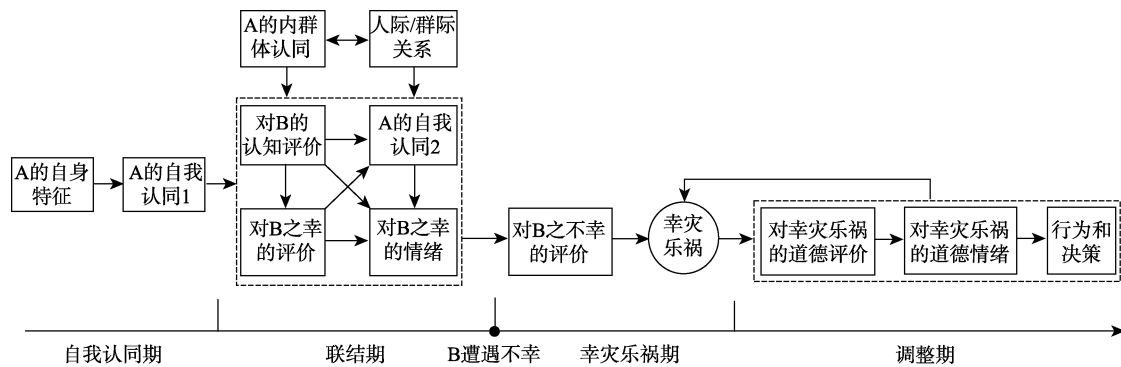 A的内群
体认同
人际/群际
关系
对B的
认知评价
A的自我
认同2
A的自身
特征
A的自我
认同1
对B之幸
的评价
对B之幸
的情绪
对B之不幸
的评价
幸灾
乐祸
对幸灾乐祸
的道德评价
对幸灾乐祸
的道德情绪
行为和
决策
自我认同期
联结期
B遭遇不幸
幸灾乐祸期
调整期